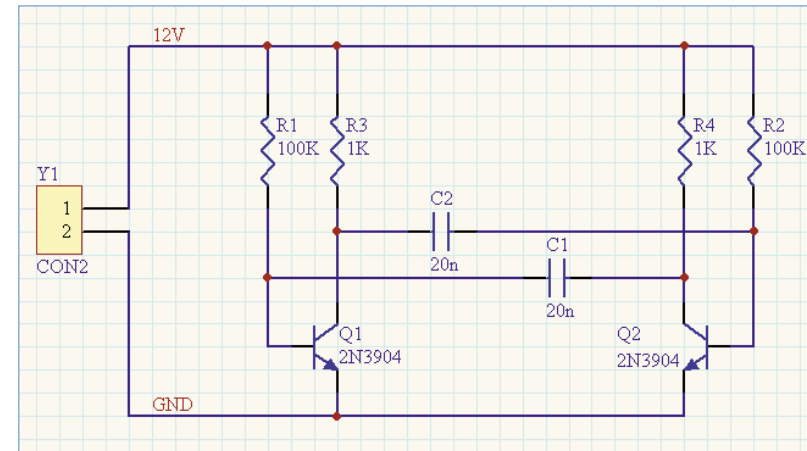 12V
R1
100K
R3
1K
R4
1K
R2
100K
Y1
1
2
CON2
C2
20n
C1
20n
Q1
2N3904
Q2
2N3904
GND